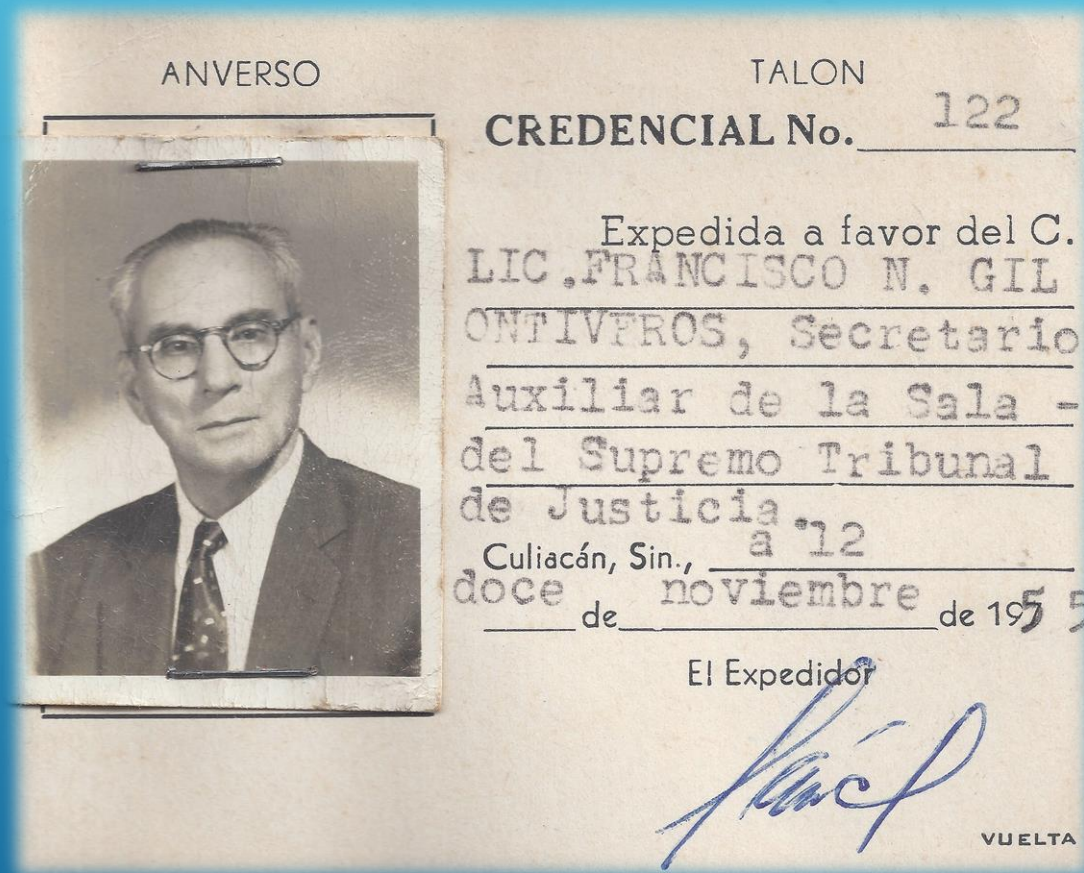 ANVERSO
TALON
CREDENCIAL No. 122
Expedida a favor del C.
LIC.FRANCISCO N. GIL
ONTIVEROS, Secretario
Auxiliar de la Sala -
del Supremo Tribunal
de Justicia.
Culiacán, Sin., a 12
doce de noviembre de 1955
El Expedidor
VUELTA